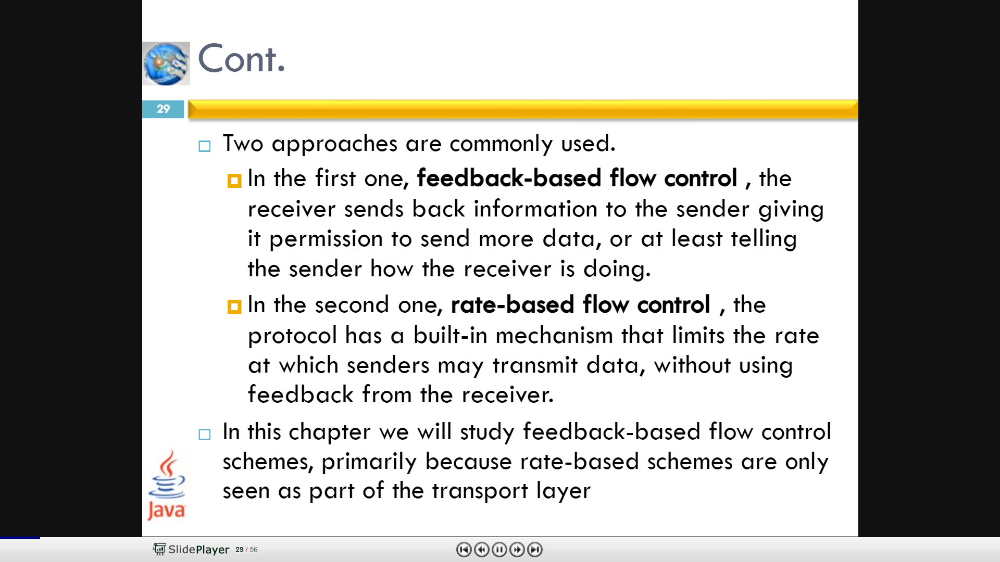 Cont.
29
Two approaches are commonly used.
In the first one, feedback-based flow control , the
receiver sends back information to the sender giving
it permission to send more data, or at least telling
the sender how the receiver is doing.
In the second one, rate-based flow control , the
protocol has a built-in mechanism that limits the rate
at which senders may transmit data, without using
feedback from the receiver.
In this chapter we will study feedback-based flow control
schemes, primarily because rate-based schemes are only
seen as part of the transport layer
Java
SlidePlayer 29 / 56